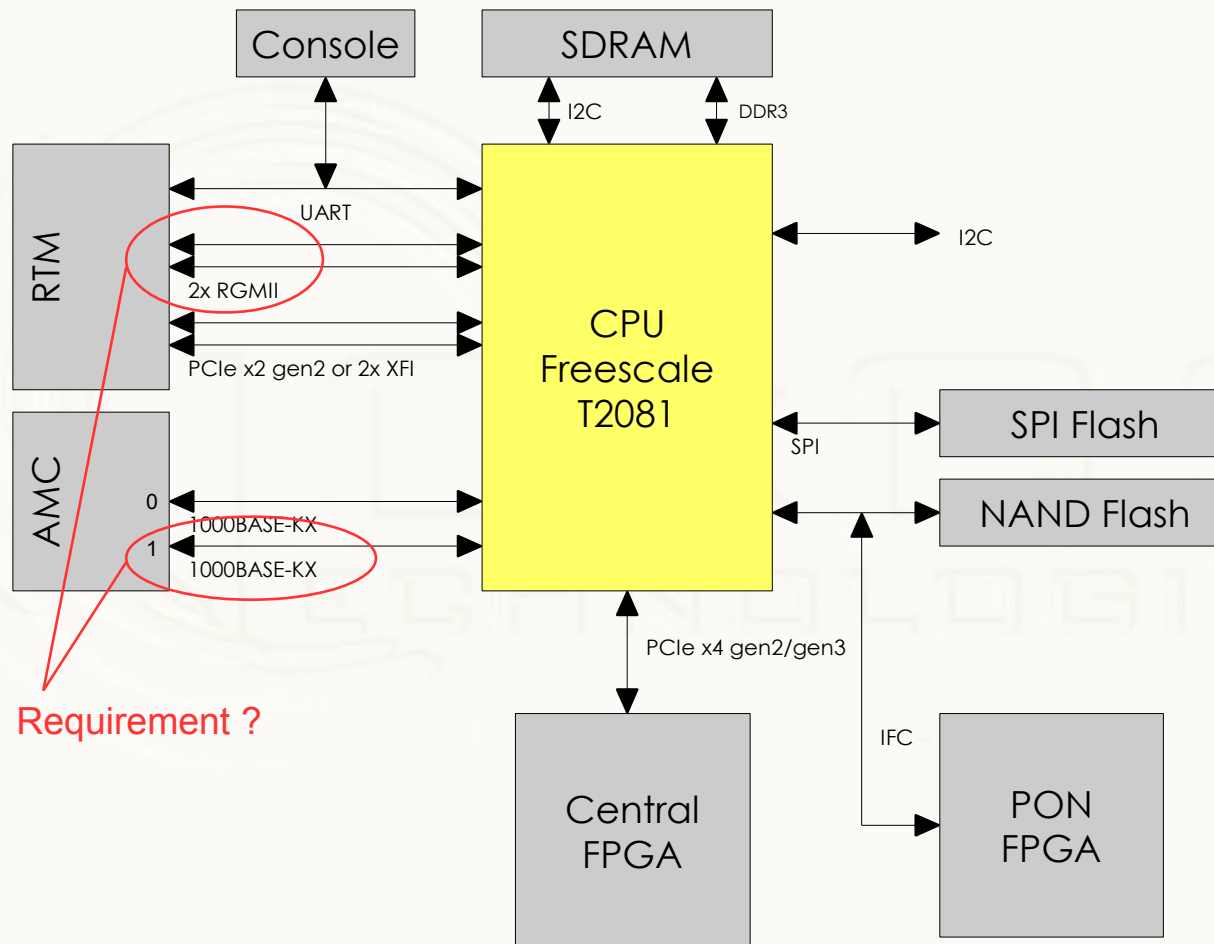 Console
SDRAM
I2C
DDR3
RTM
UART
2x RGMII
PCIe x2 gen2 or 2x XFI
CPU
Freescale
T2081
I2C
AMC
0
1000BASE-KX
1
1000BASE-KX
SPI
SPI Flash
NAND Flash
PCIe x4 gen2/gen3
Requirement ?
IFC
Central
FPGA
PON
FPGA